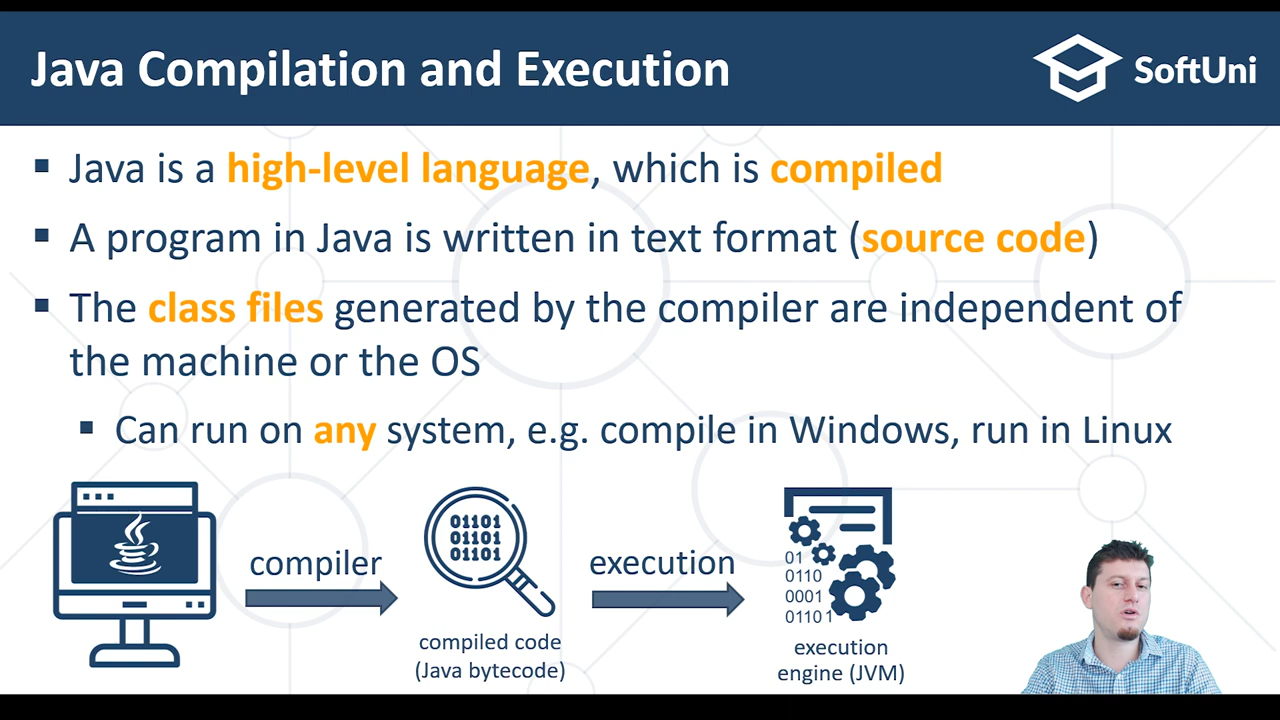 Java Compilation and Execution
SoftUni
▪ Java is a high-level language, which is compiled
▪ A program in Java is written in text format (source code)
▪ The class files generated by the compiler are independent of
the machine or the OS
▪ Can run on any system, e.g. compile in Windows, run in Linux
compiler
01101
01101
01101
compiled code
(Java bytecode)
execution
01
0110
0001
01101
execution
engine (JVM)